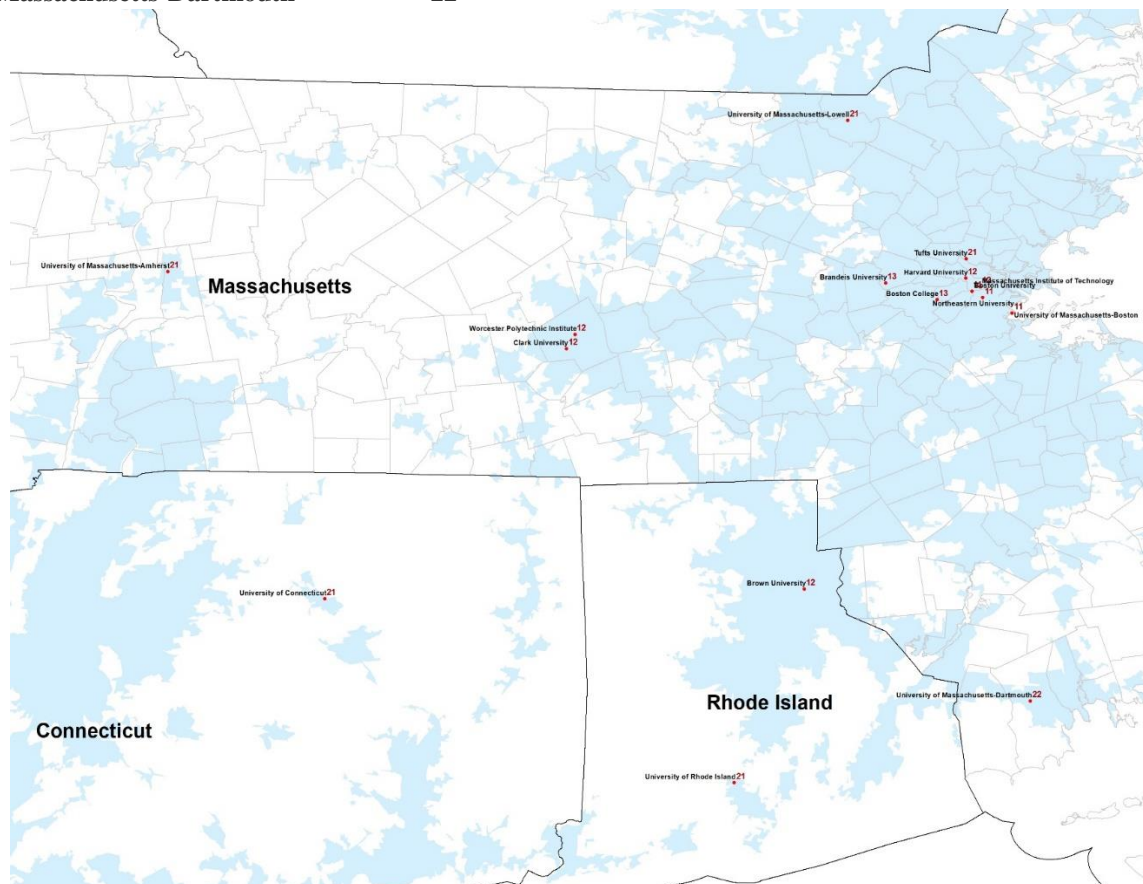 Massachusetts-Dartmouth 22
University of Massachusetts-Lowell21
University of Massachusetts-Amherst21
Massachusetts
Tufts University21
Harvard University12
Brandeis University13
Massachusetts Institute of Technology
Boston University
Boston College13
11
Northeastern University
11
University of Massachusetts-Boston
Worcester Polytechnic Institute12
Clark University12
University of Connecticut21
Brown University12
University of Massachusetts-Dartmouth22
Rhode Island
Connecticut
University of Rhode Island21